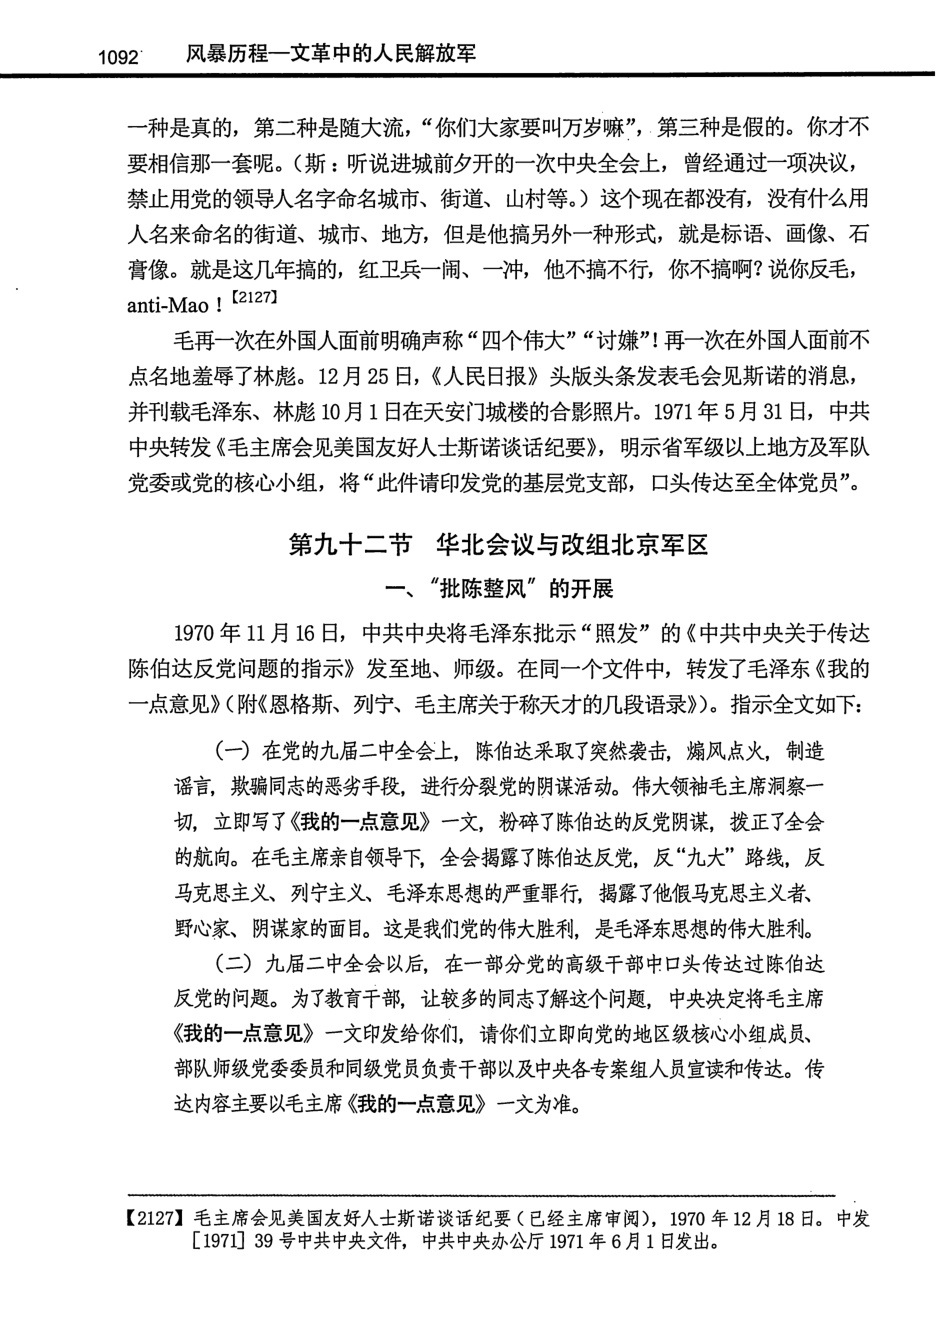 1092 风暴历程—文革中的人民解放军
一种是真的，第二种是随大流，“你们大家要叫万岁嘛”，第三种是假的。你才不
要相信那一套呢。（斯：听说进城前夕开的一次中央全会上，曾经通过一项决议，
禁止用党的领导人名字命名城市、街道、山村等。）这个现在都没有，没有什么用
人名来命名的街道、城市、地方，但是他搞另外一种形式，就是标语、画像、石
膏像。就是这几年搞的，红卫兵一闹、一冲，他不搞不行，你不搞啊？说你反毛，
anti-Mao！【2127】
毛再一次在外国人面前明确声称“四个伟大”“讨嫌”！再一次在外国人面前不
点名地羞辱了林彪。12月25日，《人民日报》头版头条发表毛会见斯诺的消息，
并刊载毛泽东、林彪10月1日在天安门城楼的合影照片。1971年5月31日，中共
中央转发《毛主席会见美国友好人士斯诺谈话纪要》，明示省军级以上地方及军队
党委或党的核心小组，将“此件请印发党的基层党支部，口头传达至全体党员”。
第九十二节 华北会议与改组北京军区
一、“批陈整风”的开展
1970年11月16日，中共中央将毛泽东批示“照发”的《中共中央关于传达
陈伯达反党问题的指示》发至地、师级。在同一个文件中，转发了毛泽东《我的
一点意见》（附《恩格斯、列宁、毛主席关于称天才的几段语录》）。指示全文如下：
（一）在党的九届二中全会上，陈伯达采取了突然袭击，煽风点火，制造
谣言，欺骗同志的恶劣手段，进行分裂党的阴谋活动。伟大领袖毛主席洞察一
切，立即写了《我的一点意见》一文，粉碎了陈伯达的反党阴谋，拨正了全会
的航向。在毛主席亲自领导下，全会揭露了陈伯达反党，反“九大”路线，反
马克思主义、列宁主义、毛泽东思想的严重罪行，揭露了他假马克思主义者、
野心家、阴谋家的面目。这是我们党的伟大胜利，是毛泽东思想的伟大胜利。
（二）九届二中全会以后，在一部分党的高级干部中口头传达过陈伯达
反党的问题。为了教育干部，让较多的同志了解这个问题，中央决定将毛主席
《我的一点意见》一文印发给你们，请你们立即向党的地区级核心小组成员、
部队师级党委委员和同级党员负责干部以及中央各专案组人员宣读和传达。传
达内容主要以毛主席《我的一点意见》一文为准。
【2127】毛主席会见美国友好人士斯诺谈话纪要（已经主席审阅），1970年12月18日。中发
［1971］39号中共中央文件，中共中央办公厅1971年6月1日发出。